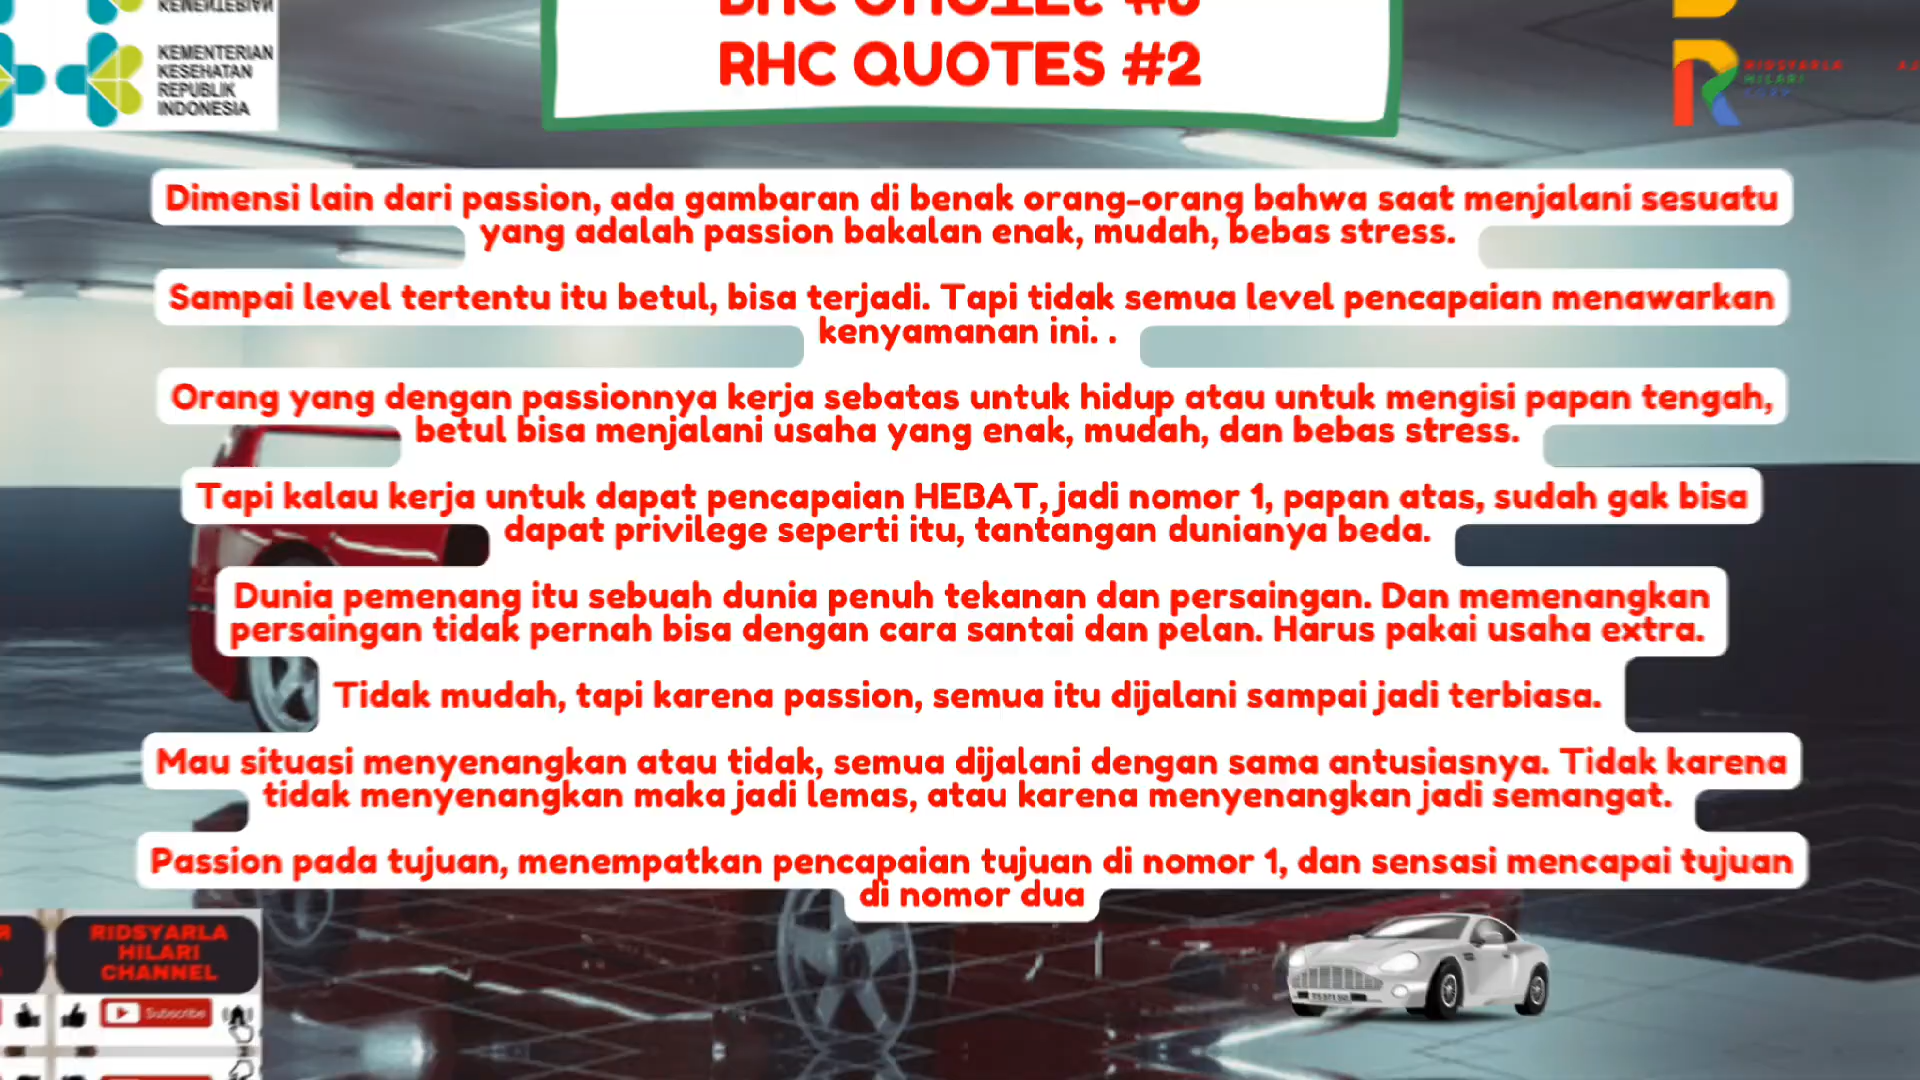 KEMENTERIAN
KESEHATAN
REPUBLIK
INDONESIA
RHC QUOTES #2
RIDSYARLA
HILARI
CORP
Dimensi lain dari passion, ada gambaran di benak orang-orang bahwa saat menjalani sesuatu
yang adalah passion bakalan enak, mudah, bebas stress.
Sampai level tertentu itu betul, bisa terjadi. Tapi tidak semua level pencapaian menawarkan
kenyamanan ini. .
Orang yang dengan passionnya kerja sebatas untuk hidup atau untuk mengisi papan tengah,
betul bisa menjalani usaha yang enak, mudah, dan bebas stress.
Tapi kalau kerja untuk dapat pencapaian HEBAT, jadi nomor 1, papan atas, sudah gak bisa
dapat privilege seperti itu, tantangan dunianya beda.
Dunia pemenang itu sebuah dunia penuh tekanan dan persaingan. Dan memenangkan
persaingan tidak pernah bisa dengan cara santai dan pelan. Harus pakai usaha extra.
Tidak mudah, tapi karena passion, semua itu dijalani sampai jadi terbiasa.
Mau situasi menyenangkan atau tidak, semua dijalani dengan sama antusiasnya. Tidak karena
tidak menyenangkan maka jadi lemas, atau karena menyenangkan jadi semangat.
Passion pada tujuan, menempatkan pencapaian tujuan di nomor 1, dan sensasi mencapai tujuan
di nomor dua
RIDSYARLA
HILARI
CHANNEL
Subscribe